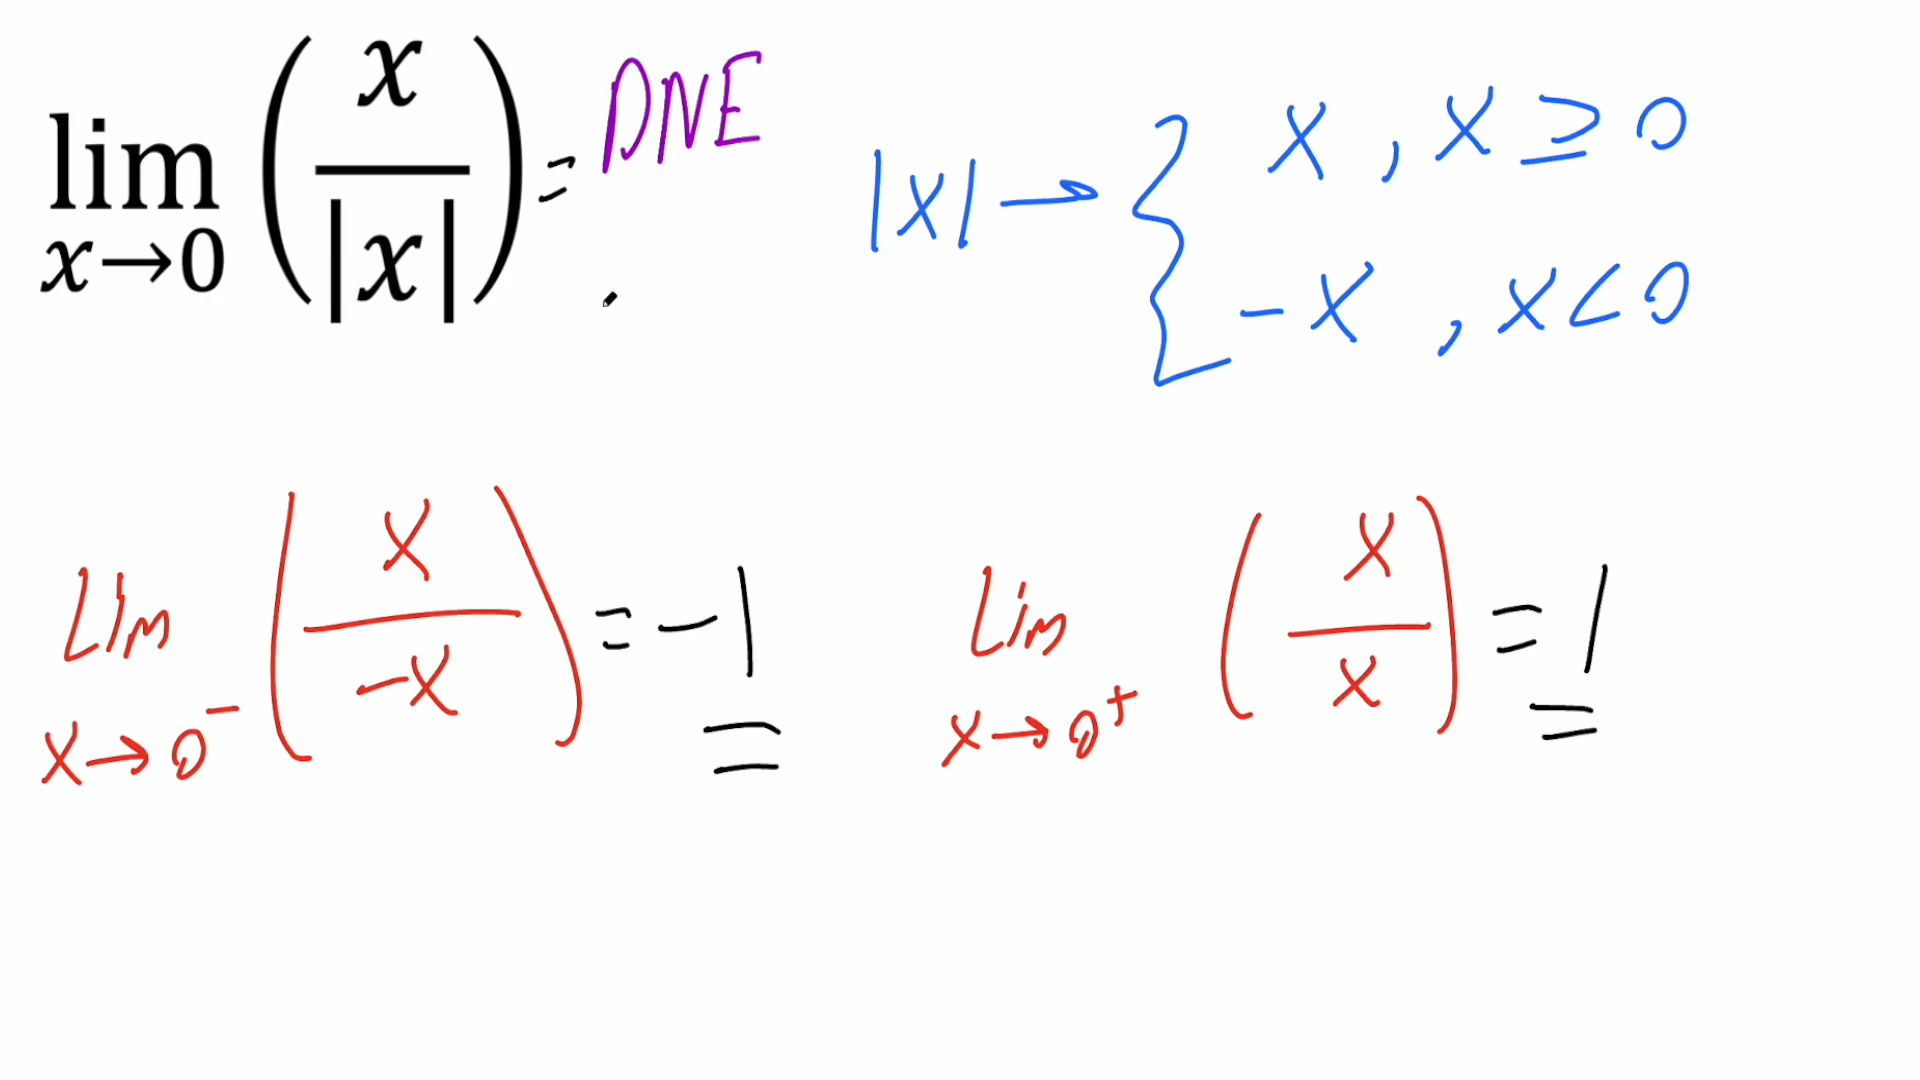 lim x→0 (x/|x|) = DNE
|x| → { x , x ≥ 0
-x , x < 0
Lim x→0⁻ (x/-x) = -1
Lim x→0⁺ (x/x) = 1